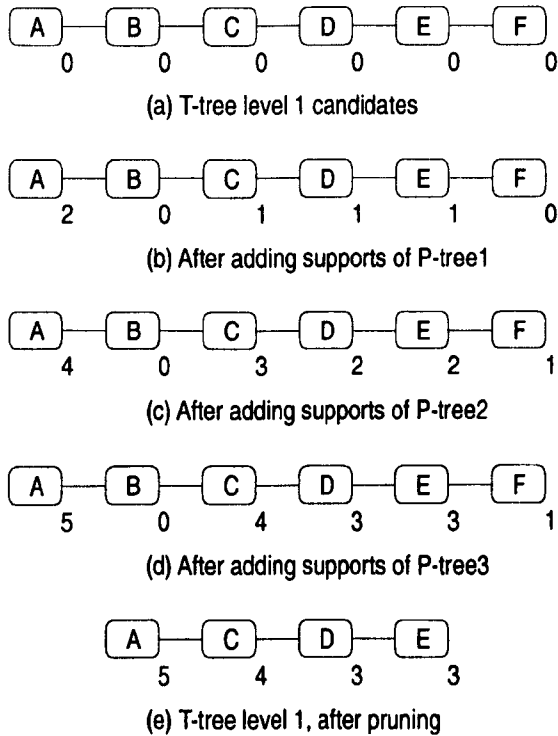 A B C D E F
0 0 0 0 0 0
(a) T-tree level 1 candidates
A B C D E F
2 0 1 1 1 0
(b) After adding supports of P-tree1
A B C D E F
4 0 3 2 2 1
(c) After adding supports of P-tree2
A B C D E F
5 0 4 3 3 1
(d) After adding supports of P-tree3
A C D E
5 4 3 3
(e) T-tree level 1, after pruning